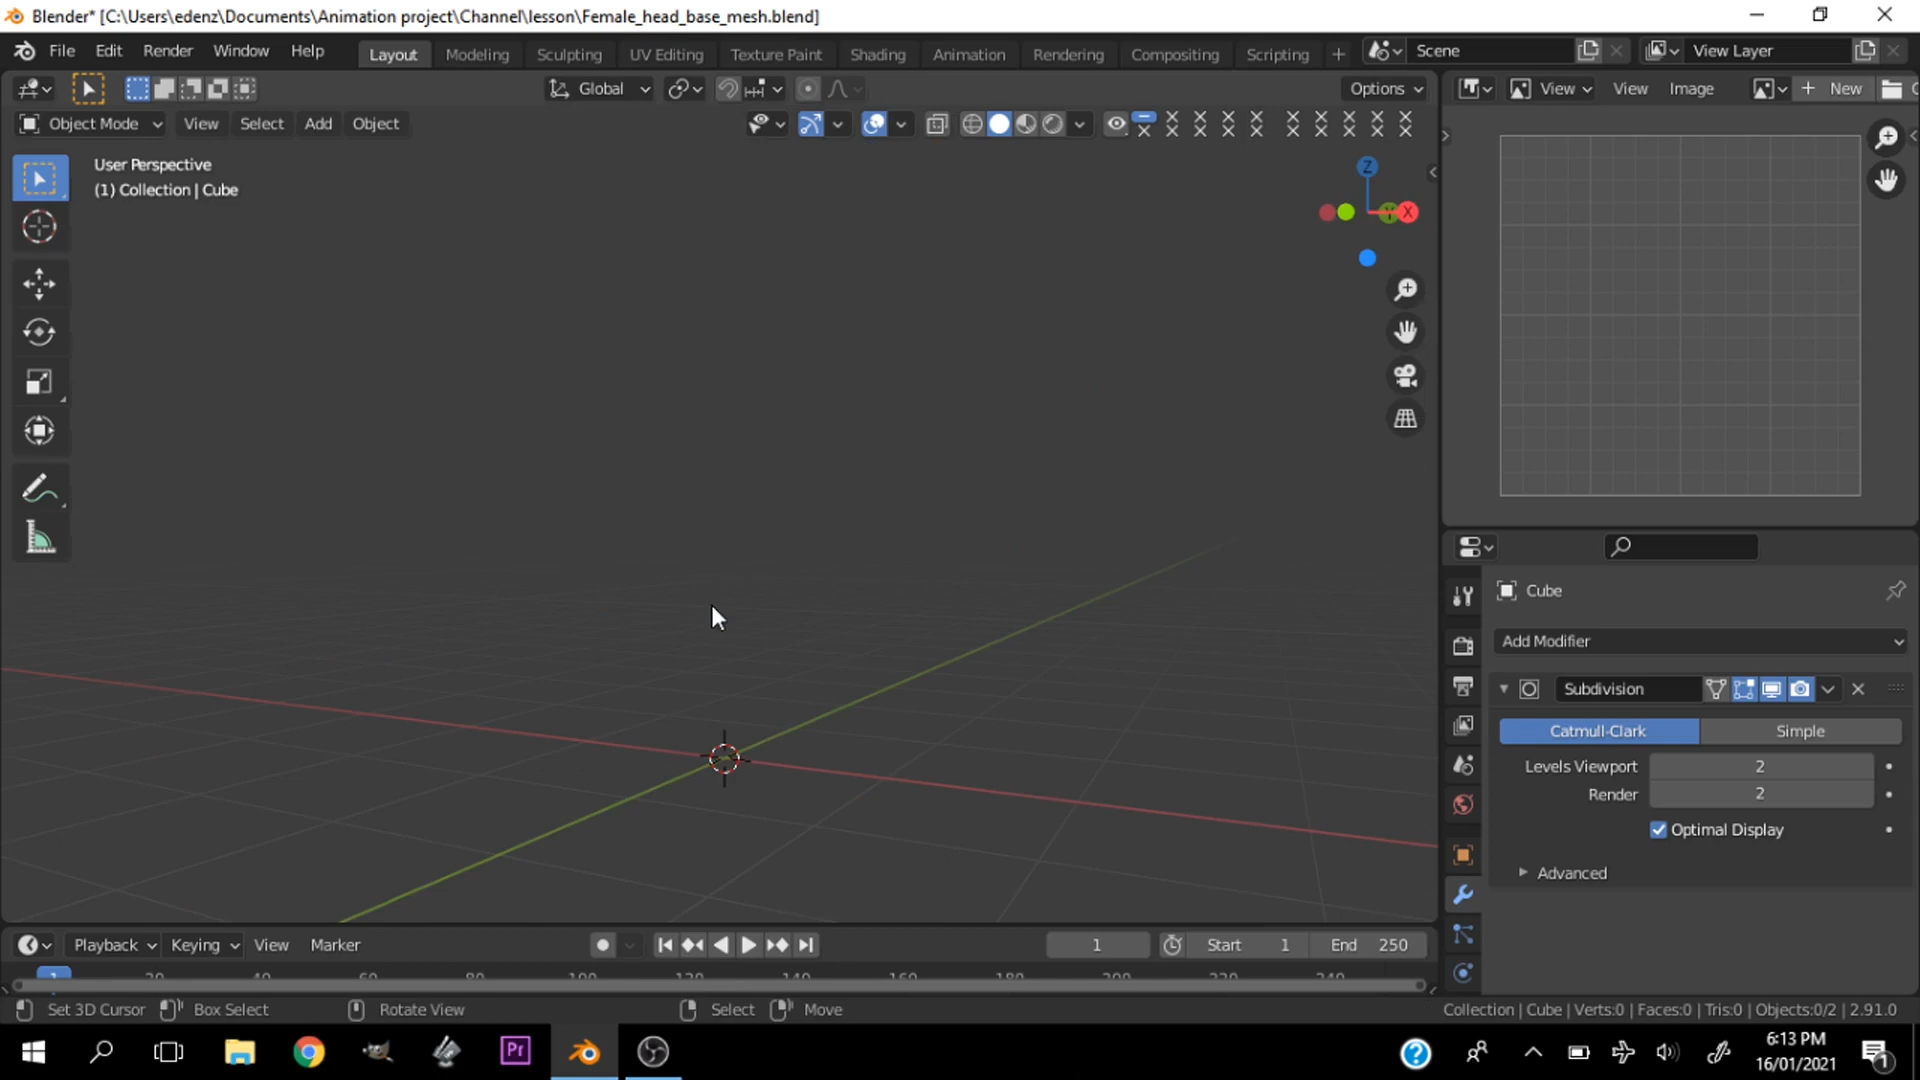 Blender* [C:\Users\edenz\Documents\Animation project\Channel\lesson\Female_head_base_mesh.blend]
File Edit Render Window Help Layout Modeling Sculpting UV Editing Texture Paint Shading Animation Rendering Compositing Scripting + Scene View Layer
Global Options View View Image + New
Object Mode View Select Add Object
User Perspective
(1) Collection | Cube
Z
Y X
Cube
Add Modifier
Subdivision
Catmull-Clark Simple
Levels Viewport 2
Render 2
Optimal Display
Advanced
Playback Keying View Marker 1 Start 1 End 250
1
Set 3D Cursor Box Select Rotate View Select Move Collection | Cube | Verts:0 | Faces:0 | Tris:0 | Objects:0/2 | 2.91.0
Pr
6:13 PM
16/01/2021
1